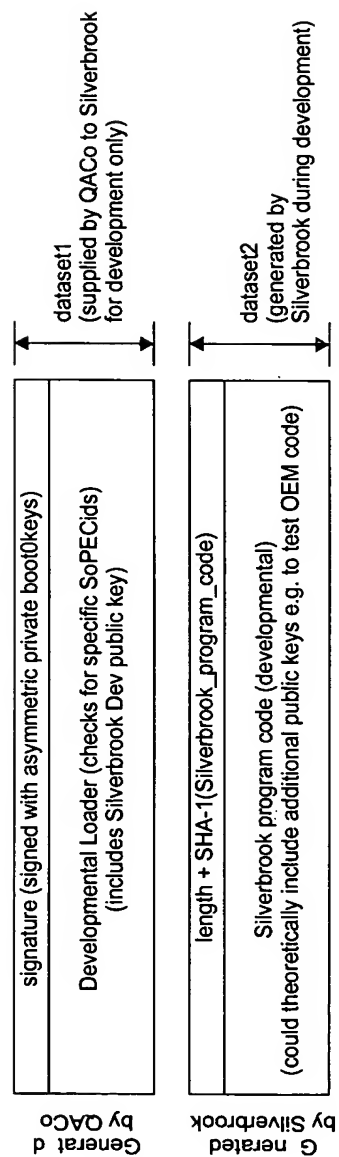 Generat d
by QACo
signature (signed with asymmetric private boot0keys)
Developmental Loader (checks for specific SoPECids)
(includes Silverbrook Dev public key)
dataset1
(supplied by QACo to Silverbrook
for development only)
G nerated
by Silverbrook
length + SHA-1(Silverbrook_program_code)
Silverbrook program code (developmental)
(could theoretically include additional public keys e.g. to test OEM code)
dataset2
(generated by
Silverbrook during development)